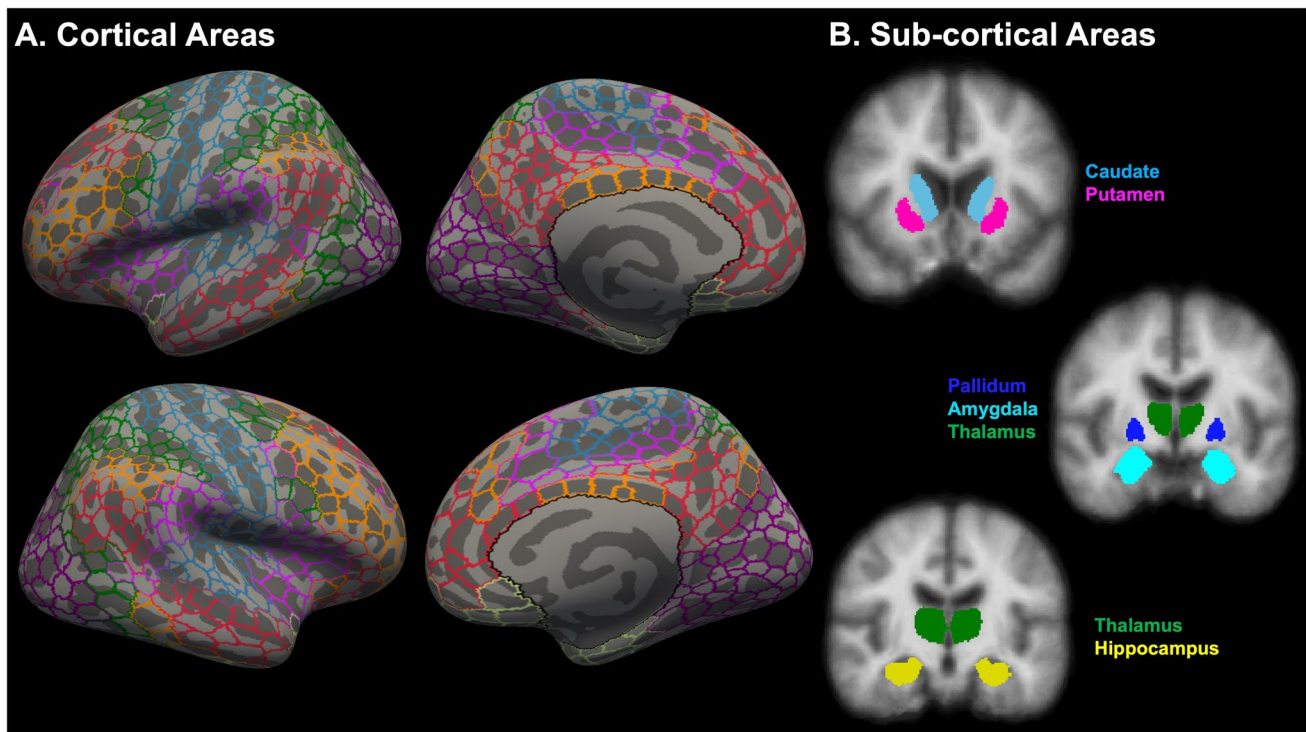 A. Cortical Areas
B. Sub-cortical Areas
Caudate
Putamen
Pallidum
Amygdala
Thalamus
Thalamus
Hippocampus